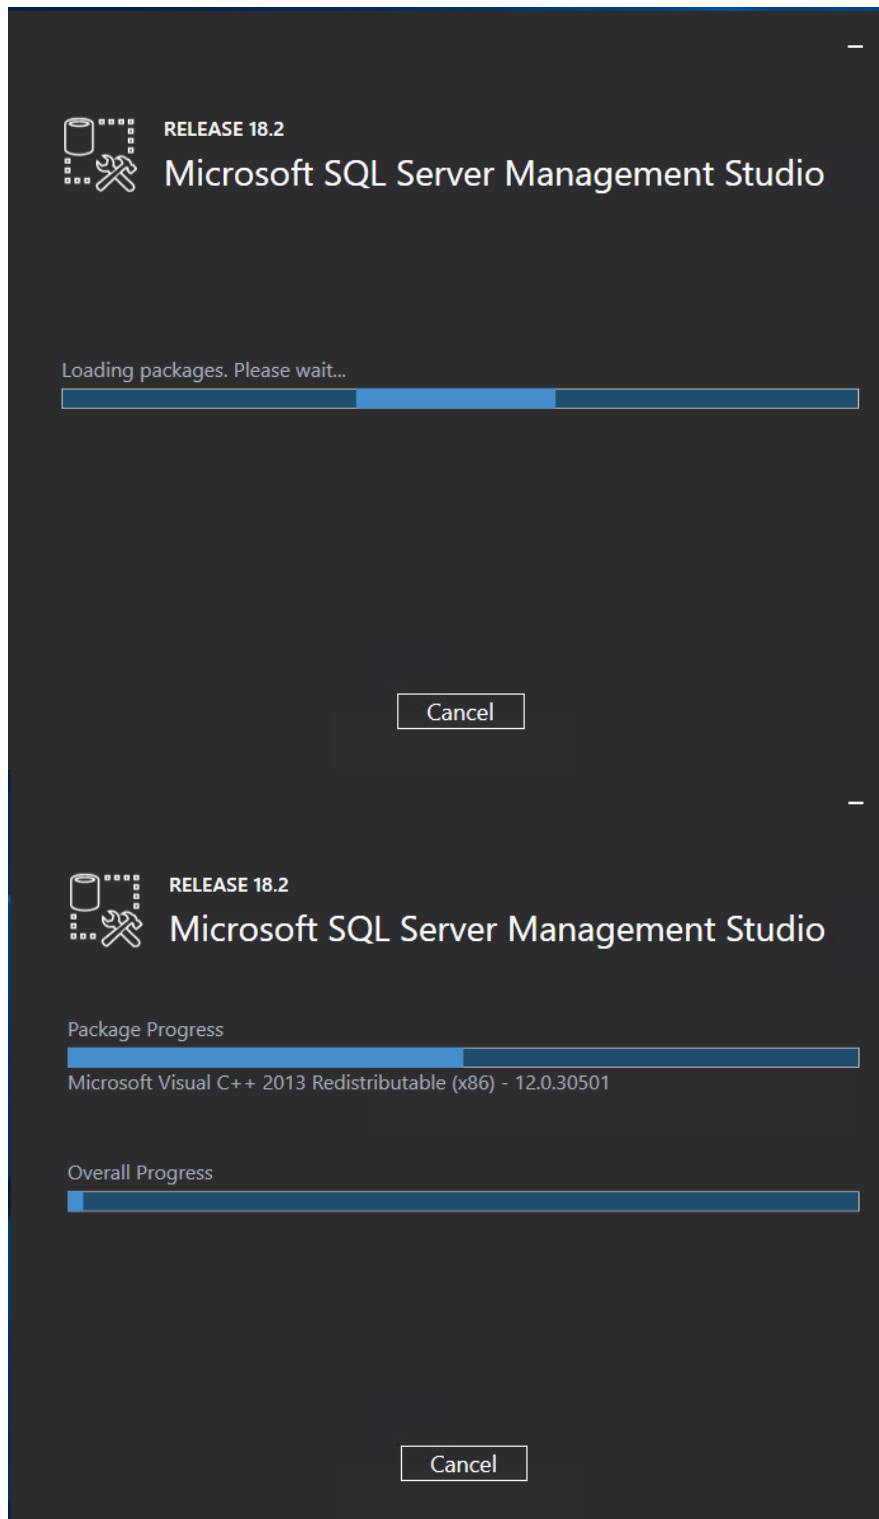 RELEASE 18.2
Microsoft SQL Server Management Studio
Loading packages. Please wait...
Cancel
RELEASE 18.2
Microsoft SQL Server Management Studio
Package Progress
Microsoft Visual C++ 2013 Redistributable (x86) - 12.0.30501
Overall Progress
Cancel